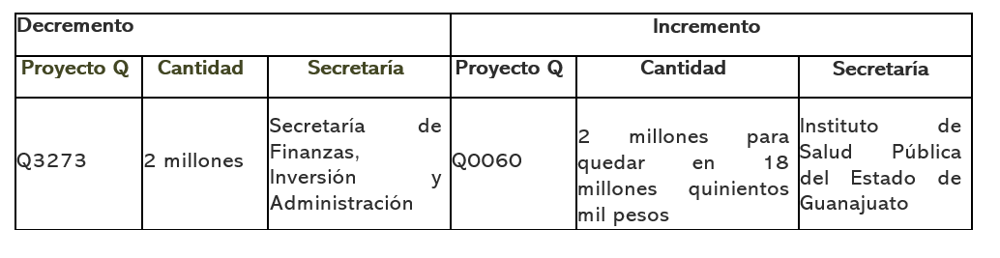 Decremento
Incremento
Proyecto Q
Cantidad
Secretaría
Proyecto Q
Cantidad
Secretaría
Q3273
2 millones
Secretaría de
Finanzas,
Inversión y
Administración
Q0060
2 millones para
quedar en 18
millones quinientos
mil pesos
Instituto de
Salud Pública
del Estado de
Guanajuato